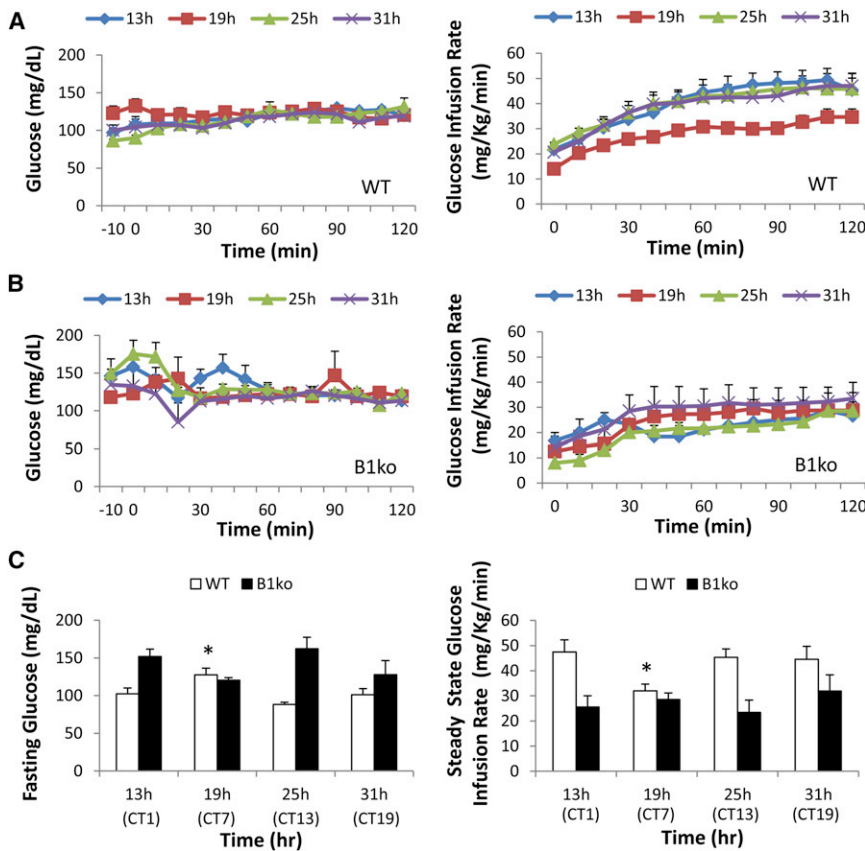 A
13h 19h 25h 31h
Glucose (mg/dL)
200
150
100
50
0
-10 0 30 60 90 120
Time (min)
WT
13h 19h 25h 31h
Glucose Infusion Rate
(mg/Kg/min)
60
50
40
30
20
10
0
0 30 60 90 120
Time (min)
WT
B
13h 19h 25h 31h
Glucose (mg/dL)
200
150
100
50
0
-10 0 30 60 90 120
Time (min)
B1ko
13h 19h 25h 31h
Glucose Infusion Rate
(mg/Kg/min)
60
50
40
30
20
10
0
0 30 60 90 120
Time (min)
B1ko
C
WT B1ko
Fasting Glucose (mg/dL)
200
150
100
50
0
*
13h 19h 25h 31h
(CT1) (CT7) (CT13) (CT19)
Time (hr)
WT B1ko
Steady State Glucose
Infusion Rate (mg/Kg/min)
60
50
40
30
20
10
0
*
13h 19h 25h 31h
(CT1) (CT7) (CT13) (CT19)
Time (hr)